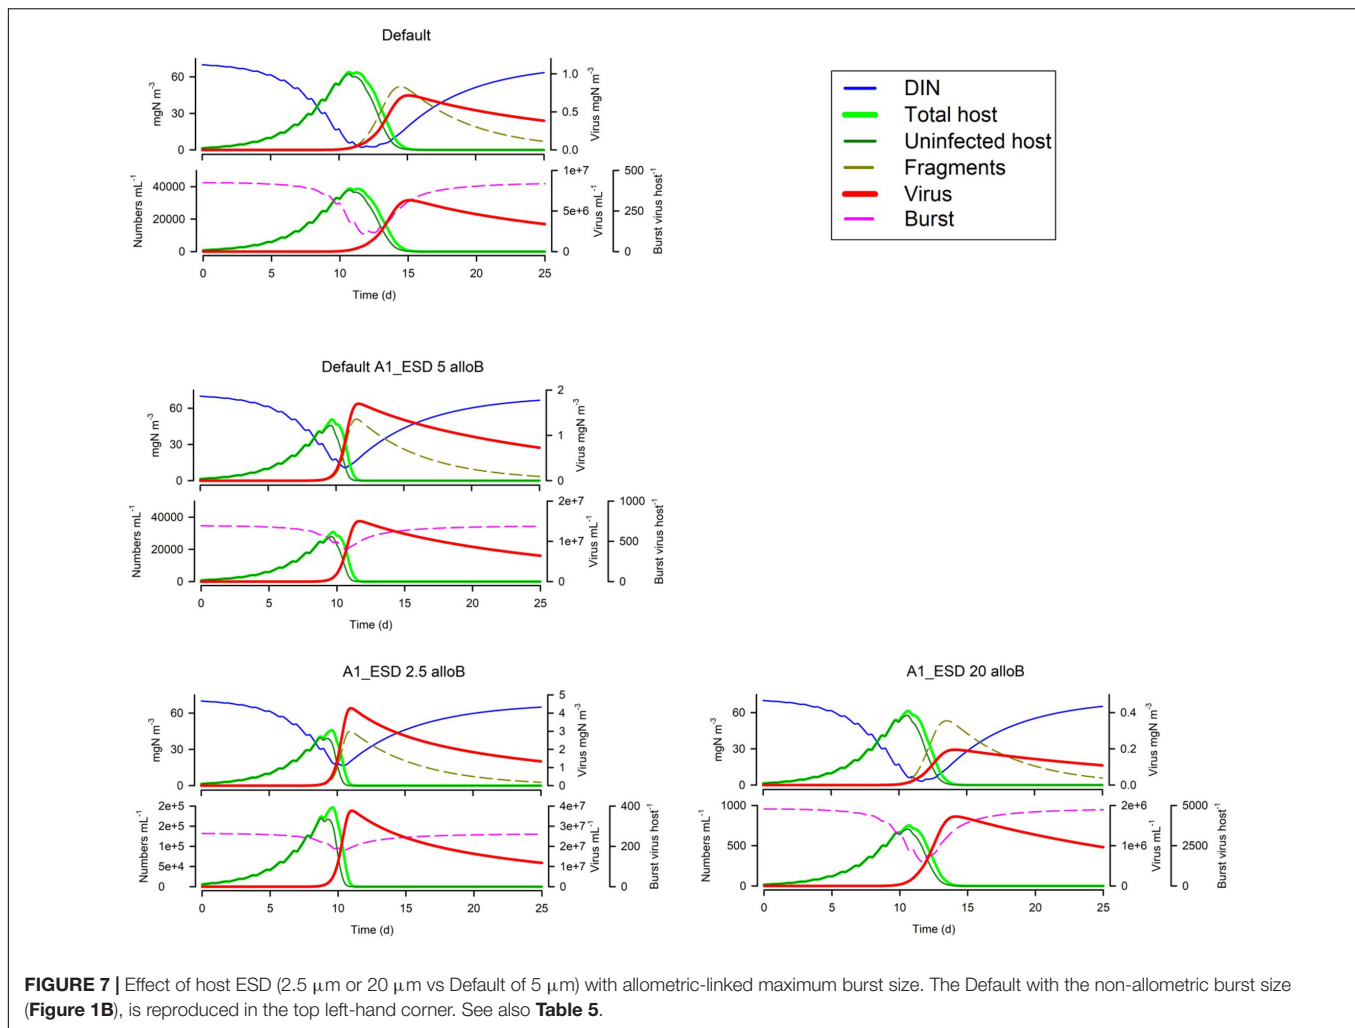 Default
60
30
0
mgN m-3
1.0
0.5
0.0
Virus mgN m-3
40000
20000
0
Numbers mL-1
1e+7
5e+6
0
Virus mL-1
500
250
0
Burst virus host-1
0 5 10 15 20 25
Time (d)
DIN
Total host
Uninfected host
Fragments
Virus
Burst
Default A1_ESD 5 alloB
60
30
0
mgN m-3
2
1
0
Virus mgN m-3
40000
20000
0
Numbers mL-1
2e+7
1e+7
0
Virus mL-1
1000
500
0
Burst virus host-1
0 5 10 15 20 25
Time (d)
A1_ESD 2.5 alloB
60
30
0
mgN m-3
5
4
3
2
1
0
Virus mgN m-3
2e+5
2e+5
1e+5
5e+4
0
Numbers mL-1
4e+7
3e+7
2e+7
1e+7
0
Virus mL-1
400
200
0
Burst virus host-1
0 5 10 15 20 25
Time (d)
A1_ESD 20 alloB
60
30
0
mgN m-3
0.4
0.2
0.0
Virus mgN m-3
1000
500
0
Numbers mL-1
2e+6
1e+6
0
Virus mL-1
5000
2500
0
Burst virus host-1
0 5 10 15 20 25
Time (d)
FIGURE 7 | Effect of host ESD (2.5 μm or 20 μm vs Default of 5 μm) with allometric-linked maximum burst size. The Default with the non-allometric burst size
(Figure 1B), is reproduced in the top left-hand corner. See also Table 5.